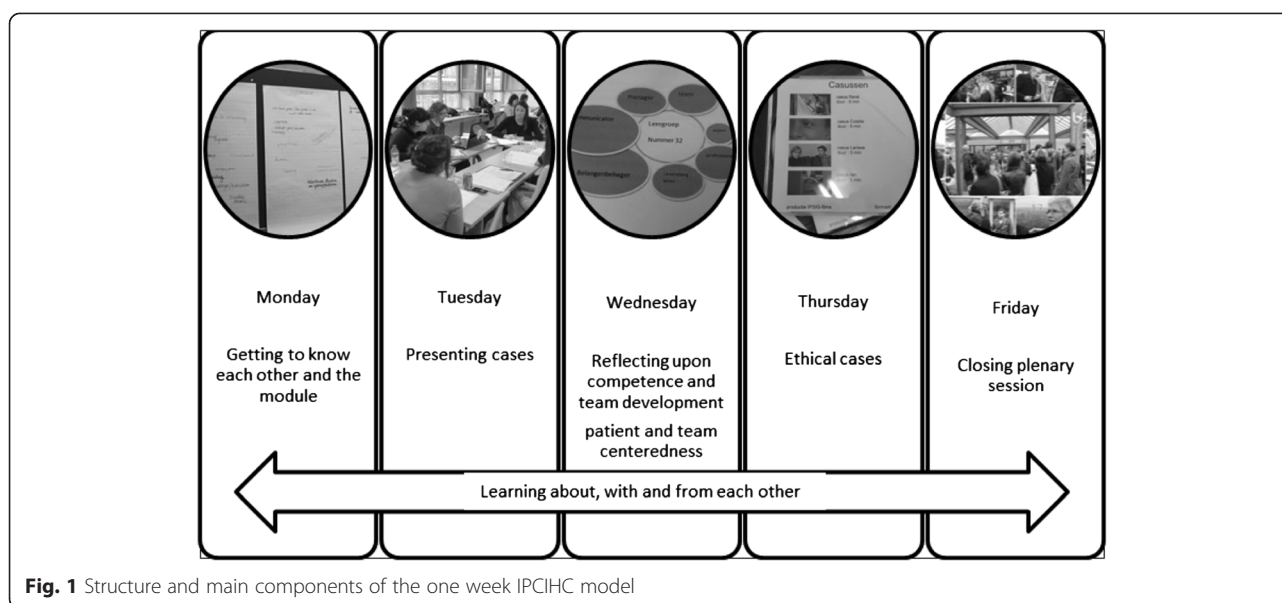 Casussen
Manager
Leergroep
Nummer 32
Monday
Getting to know
each other and the
module
Tuesday
Presenting cases
Wednesday
Reflecting upon
competence and
team development
patient and team
centeredness
Thursday
Ethical cases
Friday
Closing plenary
session
Learning about, with and from each other
Fig. 1 Structure and main components of the one week IPCIHC model